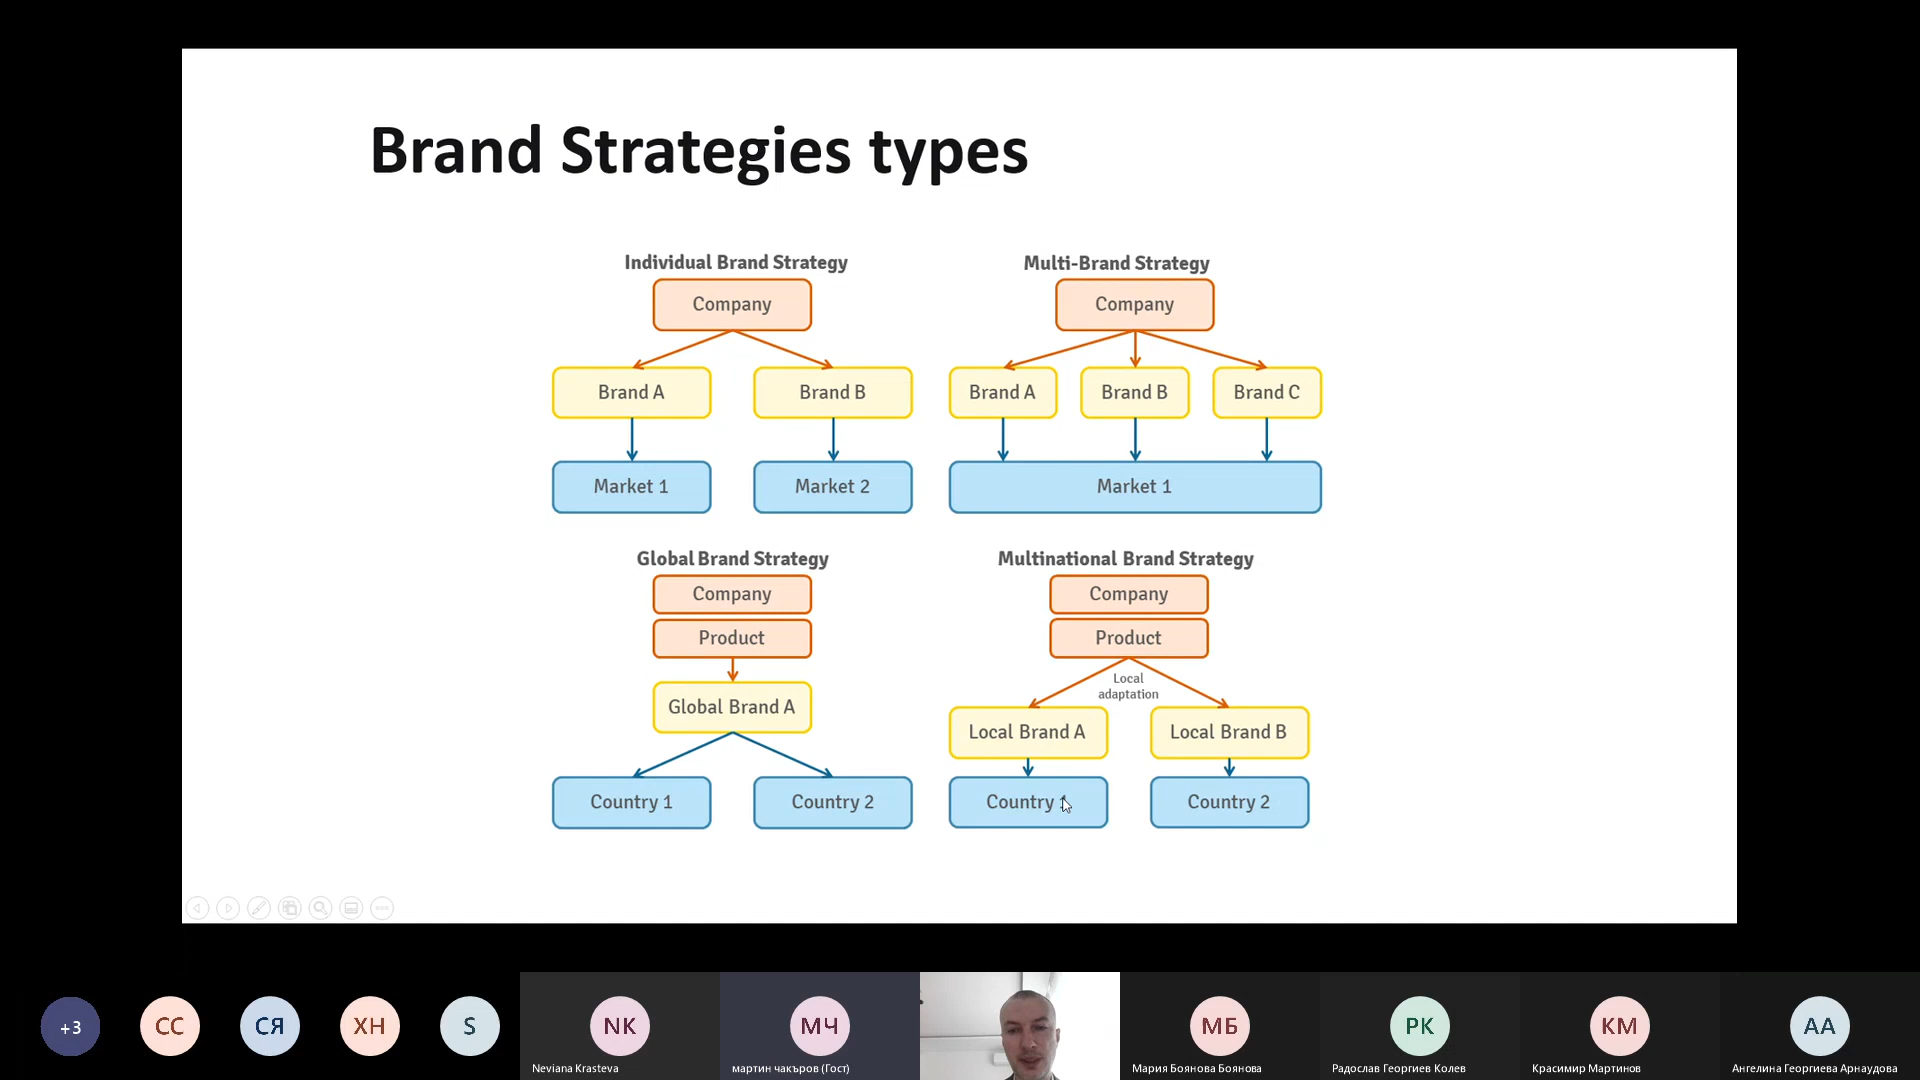 Brand Strategies types
Individual Brand Strategy
Company
Brand A
Brand B
Market 1
Market 2
Multi-Brand Strategy
Company
Brand A
Brand B
Brand C
Market 1
Global Brand Strategy
Company
Product
Global Brand A
Country 1
Country 2
Multinational Brand Strategy
Company
Product
Local
adaptation
Local Brand A
Local Brand B
Country 1
Country 2
+3
СС
СЯ
ХН
S
NK
Neviana Krasteva
МЧ
мартин чакъров (Гост)
МБ
Мария Боянова Боянова
РК
Радослав Георгиев Колев
КМ
Красимир Мартинов
АА
Ангелина Георгиева Арнаудова